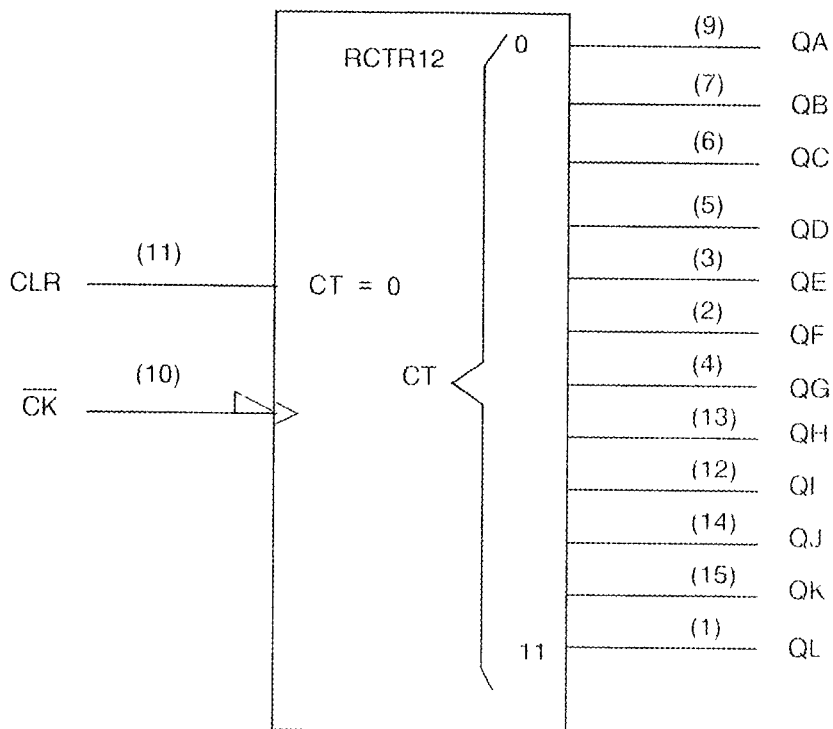 (9) QA
RCTR12 0
(7) QB
(6) QC
(5) QD
(11)
CLR CT = 0
(3) QE
(2) QF
(10)
CK
CT
(4) QG
(13) QH
(12) QI
(14) QJ
(15) QK
(1) QL
11